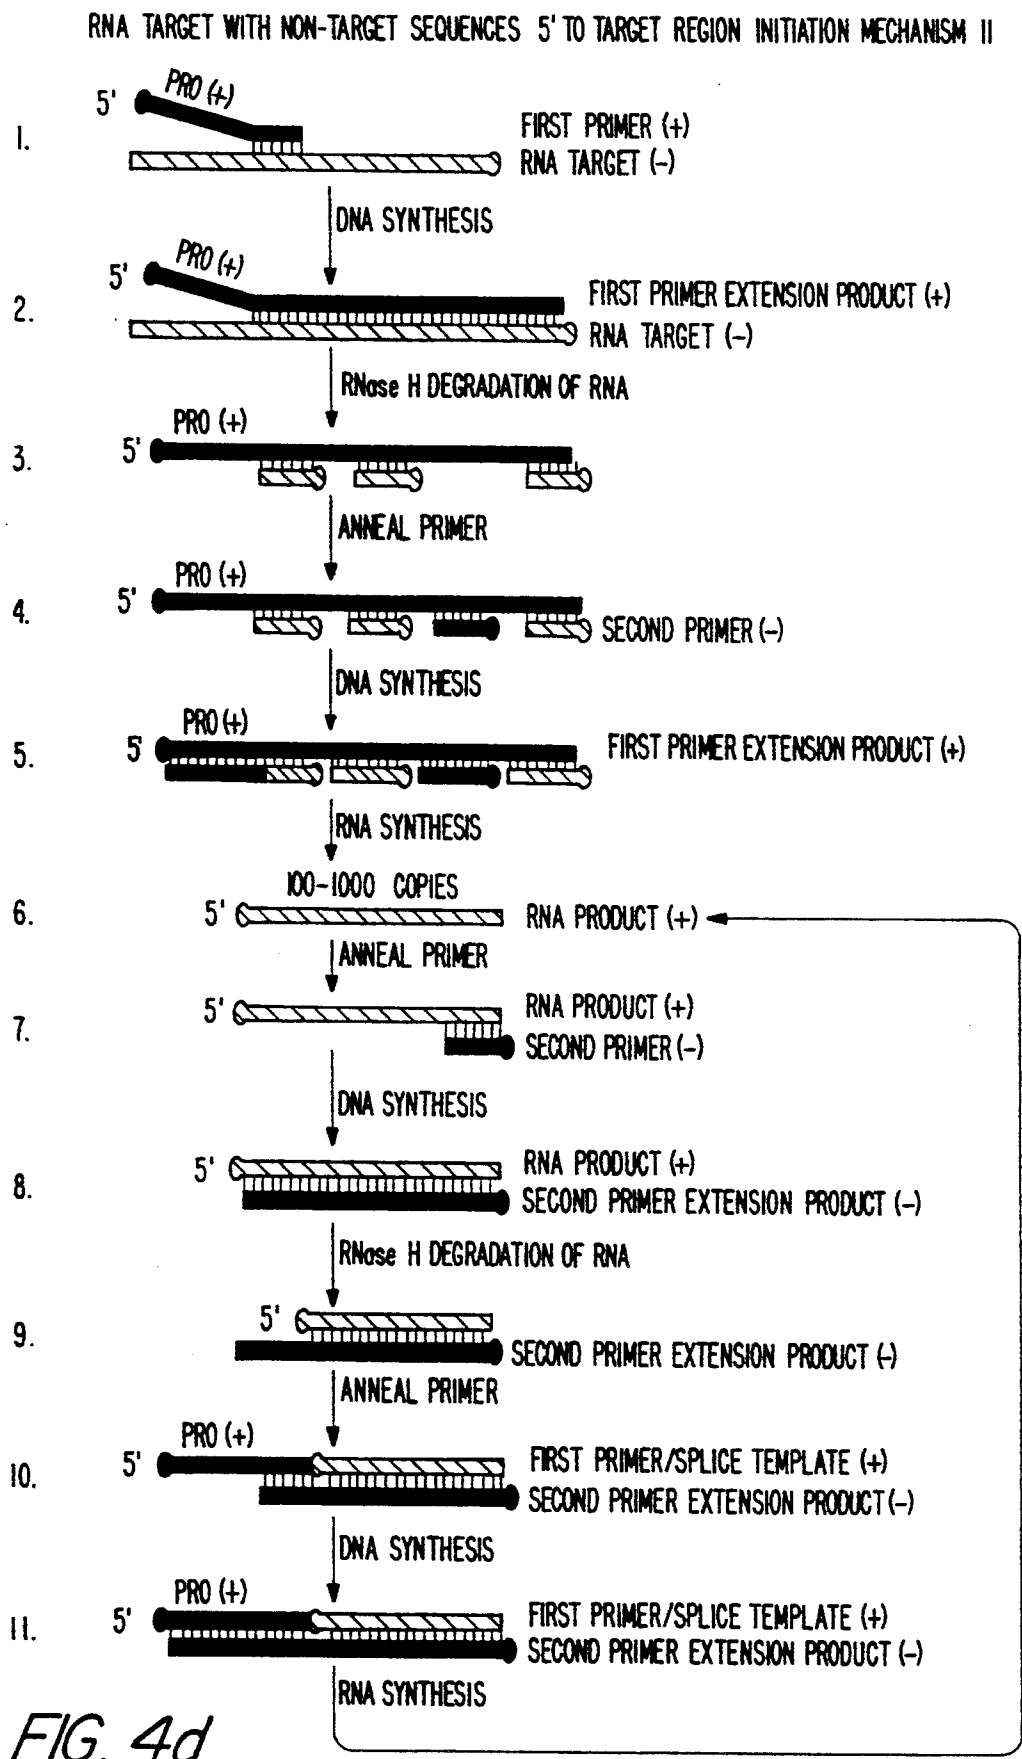 RNA TARGET WITH NON-TARGET SEQUENCES 5' TO TARGET REGION INITIATION MECHANISM II
5' PRO (+)
1. FIRST PRIMER (+)
RNA TARGET (-)
DNA SYNTHESIS
5' PRO (+)
2. FIRST PRIMER EXTENSION PRODUCT (+)
RNA TARGET (-)
RNase H DEGRADATION OF RNA
PRO (+)
3. 5'
ANNEAL PRIMER
PRO (+)
4. 5'
SECOND PRIMER (-)
DNA SYNTHESIS
PRO (+)
5. 5' FIRST PRIMER EXTENSION PRODUCT (+)
RNA SYNTHESIS
100-1000 COPIES
6. 5' RNA PRODUCT (+)
ANNEAL PRIMER
7. 5' RNA PRODUCT (+)
SECOND PRIMER (-)
DNA SYNTHESIS
8. 5' RNA PRODUCT (+)
SECOND PRIMER EXTENSION PRODUCT (-)
RNase H DEGRADATION OF RNA
9. 5'
SECOND PRIMER EXTENSION PRODUCT (-)
ANNEAL PRIMER
PRO (+)
10. 5' FIRST PRIMER/SPLICE TEMPLATE (+)
SECOND PRIMER EXTENSION PRODUCT (-)
DNA SYNTHESIS
PRO (+)
11. 5' FIRST PRIMER/SPLICE TEMPLATE (+)
SECOND PRIMER EXTENSION PRODUCT (-)
RNA SYNTHESIS
FIG. 4d